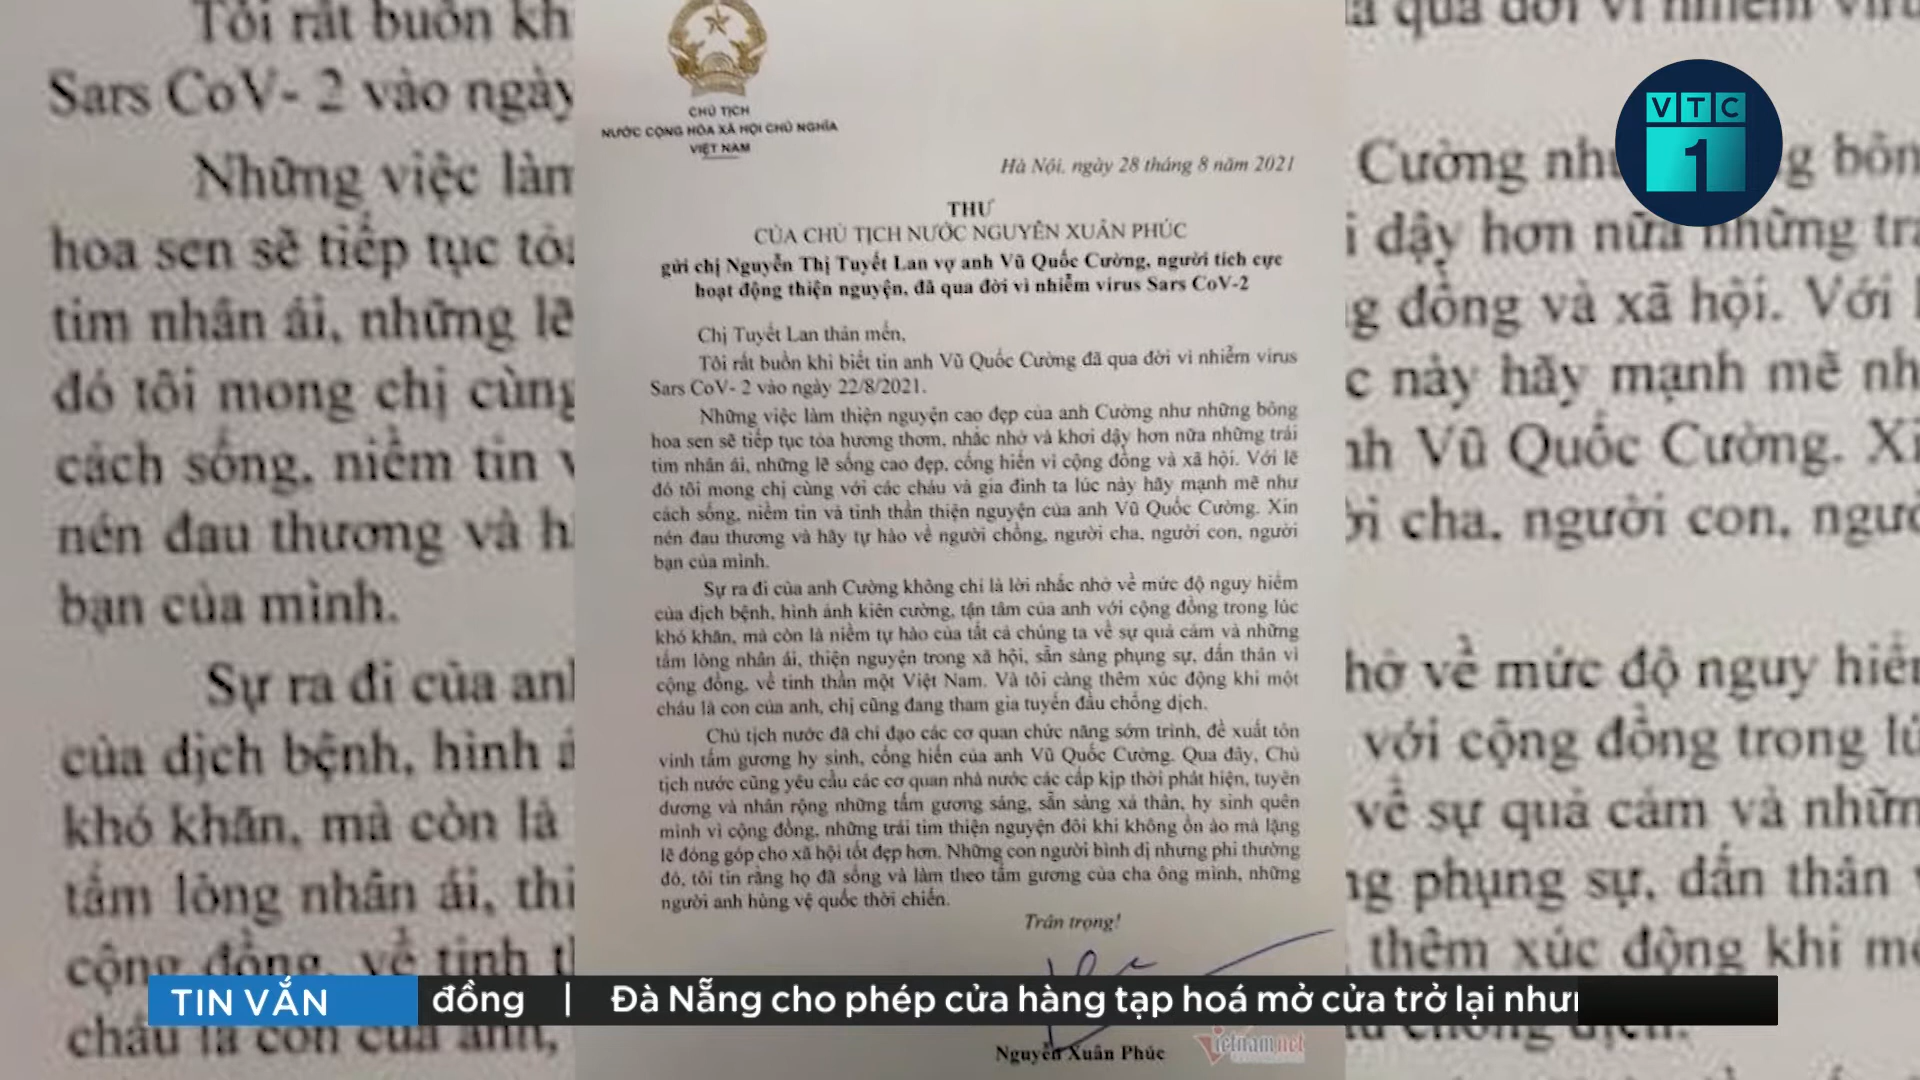 CHỦ TỊCH
NƯỚC CỘNG HÒA XÃ HỘI CHỦ NGHĨA
VIỆT NAM
Hà Nội, ngày 28 tháng 8 năm 2021
THƯ
CỦA CHỦ TỊCH NƯỚC NGUYỄN XUÂN PHÚC
gửi chị Nguyễn Thị Tuyết Lan vợ anh Vũ Quốc Cường, người tích cực
hoạt động thiện nguyện, đã qua đời vì nhiễm virus Sars CoV-2
Chị Tuyết Lan thân mến,
Tôi rất buồn khi biết tin anh Vũ Quốc Cường đã qua đời vì nhiễm virus
Sars CoV- 2 vào ngày 22/8/2021.
Những việc làm thiện nguyện cao đẹp của anh Cường như những bông
hoa sen sẽ tiếp tục tỏa hương thơm, nhắc nhở và khơi dậy hơn nữa những trái
tim nhân ái, những lẽ sống cao đẹp, cống hiến vì cộng đồng và xã hội. Với lẽ
đó tôi mong chị cùng với các cháu và gia đình ta lúc này hãy mạnh mẽ như
cách sống, niềm tin và tinh thần thiện nguyện của anh Vũ Quốc Cường. Xin
nén đau thương và hãy tự hào về người chồng, người cha, người con, người
bạn của mình.
Sự ra đi của anh Cường không chỉ là lời nhắc nhở về mức độ nguy hiểm
của dịch bệnh, hình ảnh kiên cường, tận tâm của anh với cộng đồng trong lúc
khó khăn, mà còn là niềm tự hào của tất cả chúng ta về sự quả cảm và những
tấm lòng nhân ái, thiện nguyện trong xã hội, sẵn sàng phụng sự, dấn thân vì
cộng đồng, về tinh thần một Việt Nam. Và tôi càng thêm xúc động khi một
cháu là con của anh, chị cũng đang tham gia tuyến đầu chống dịch.
Chủ tịch nước đã chỉ đạo các cơ quan chức năng sớm trình, đề xuất tôn
vinh tấm gương hy sinh, cống hiến của anh Vũ Quốc Cường. Qua đây, Chủ
tịch nước cũng yêu cầu các cơ quan nhà nước các cấp kịp thời phát hiện, tuyên
dương và nhân rộng những tấm gương sáng, sẵn sàng xả thân, hy sinh quên
mình vì cộng đồng, những trái tim thiện nguyện đôi khi không ồn ào mà lặng
lẽ đóng góp cho xã hội tốt đẹp hơn. Những con người bình dị nhưng phi thường
đó, tôi tin rằng họ đã sống và làm theo tấm gương của cha ông mình, những
người anh hùng vệ quốc thời chiến.
Trân trọng!
Nguyễn Xuân Phúc
vietnamnet
VTC
1
TIN VẮN
đồng | Đà Nẵng cho phép cửa hàng tạp hoá mở cửa trở lại như